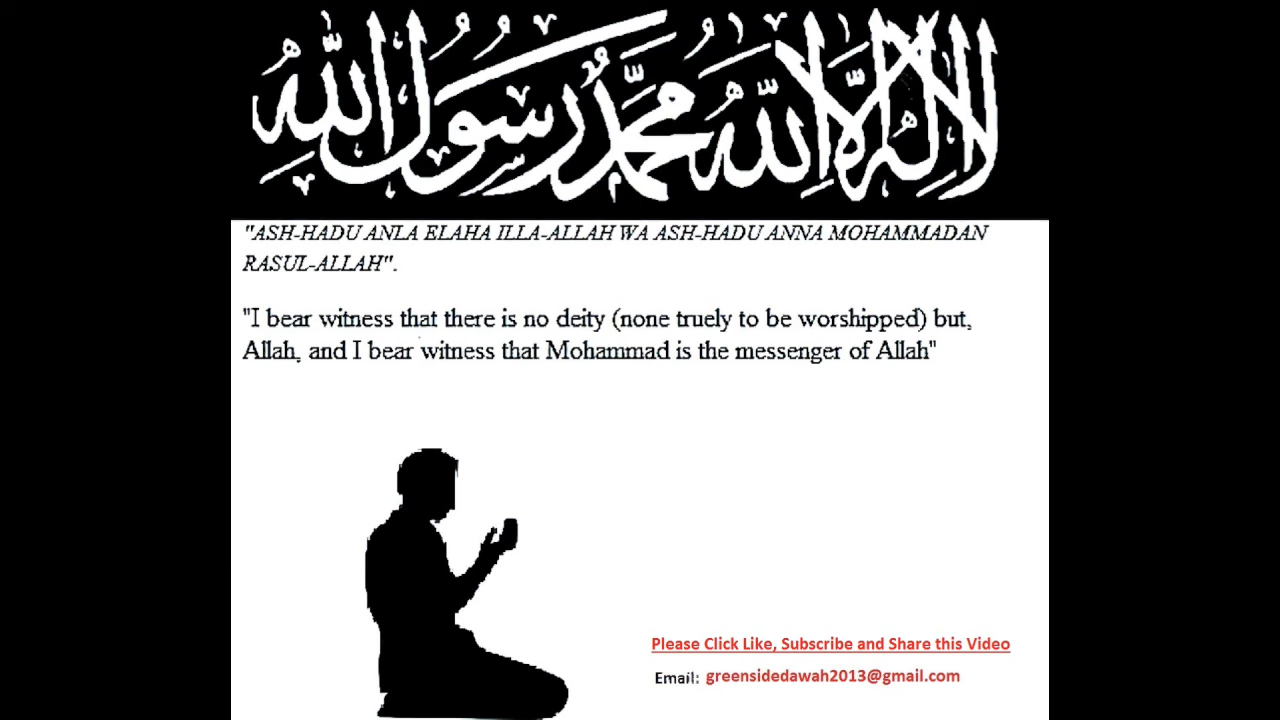 لا إله إلا الله محمد رسول الله
"ASH-HADU ANLA ELAHA ILLA-ALLAH WA ASH-HADU ANNA MOHAMMADAN
RASUL-ALLAH".
"I bear witness that there is no deity (none truely to be worshipped) but,
Allah, and I bear witness that Mohammad is the messenger of Allah"
Please Click Like, Subscribe and Share this Video
Email: greensidedawah2013@gmail.com